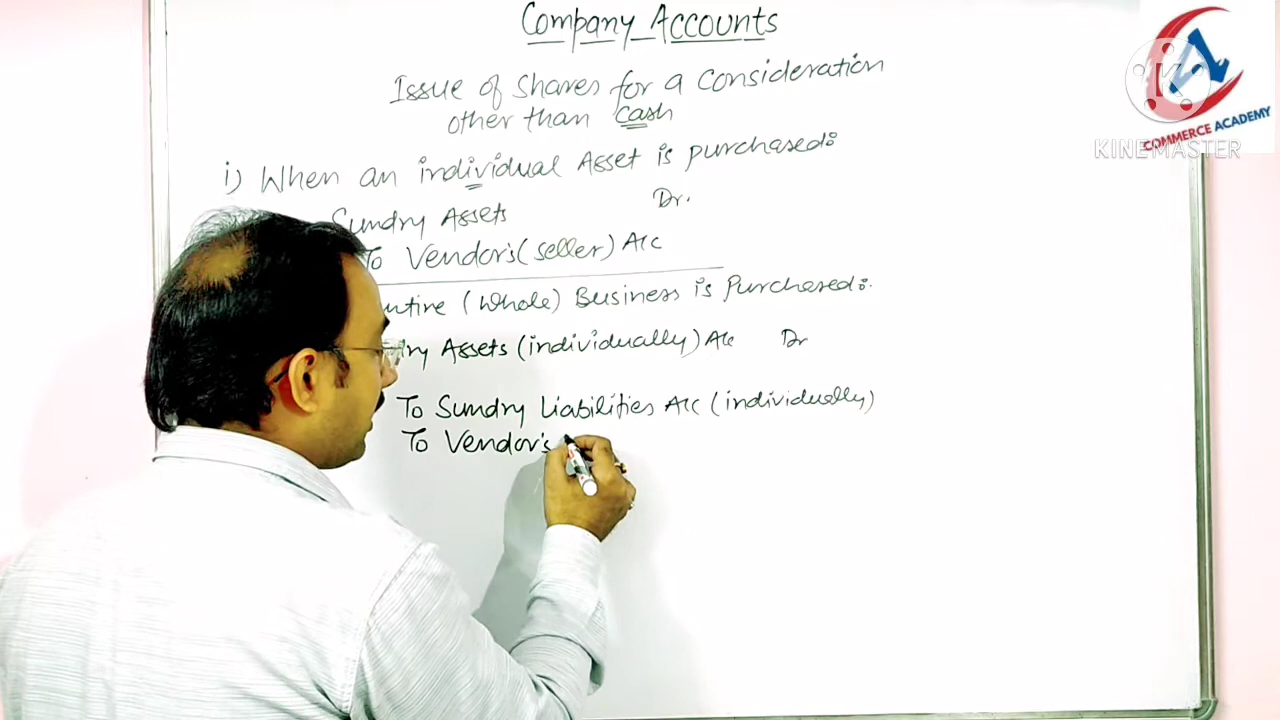 Company Accounts
Issue of Shares for a Consideration
other than cash
i) When an individual Asset is purchased:
Sundry Assets Dr.
To Vendor's (seller) A/c
(Whole) Business is Purchased:
Assets (individually) A/c Dr
To Sundry Liabilities A/c (individually)
To Vendor's
COMMERCE ACADEMY
KINEMASTER